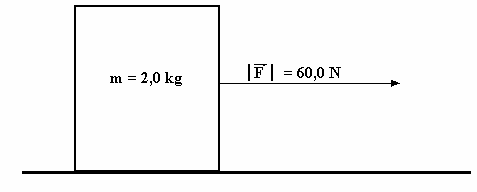 m = 2,0 kg
|F⃗| = 60,0 N